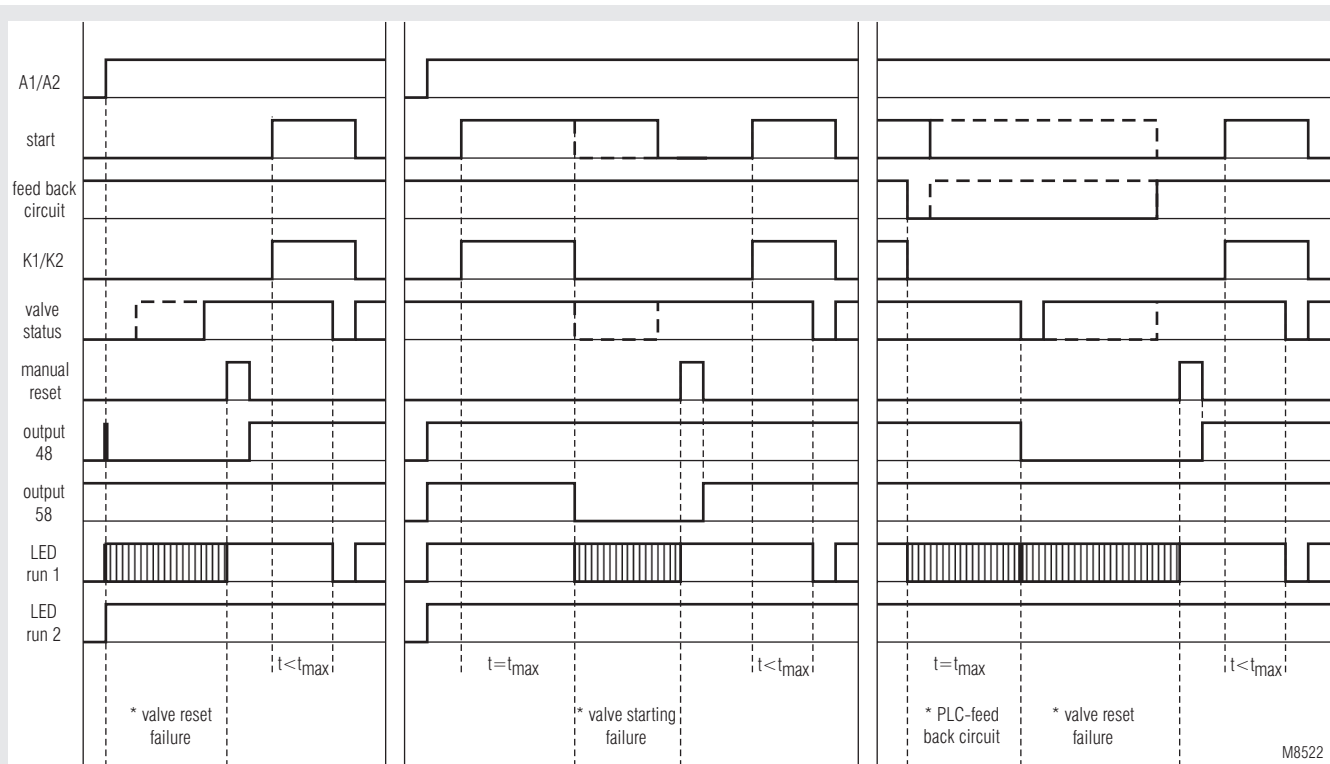 A1/A2
start
feed back
circuit
K1/K2
valve
status
manual
reset
output
48
output
58
LED
run 1
LED
run 2
t<tmax
t=tmax
t<tmax
t=tmax
t<tmax
* valve reset
failure
* valve starting
failure
* PLC-feed
back circuit
* valve reset
failure
M8522